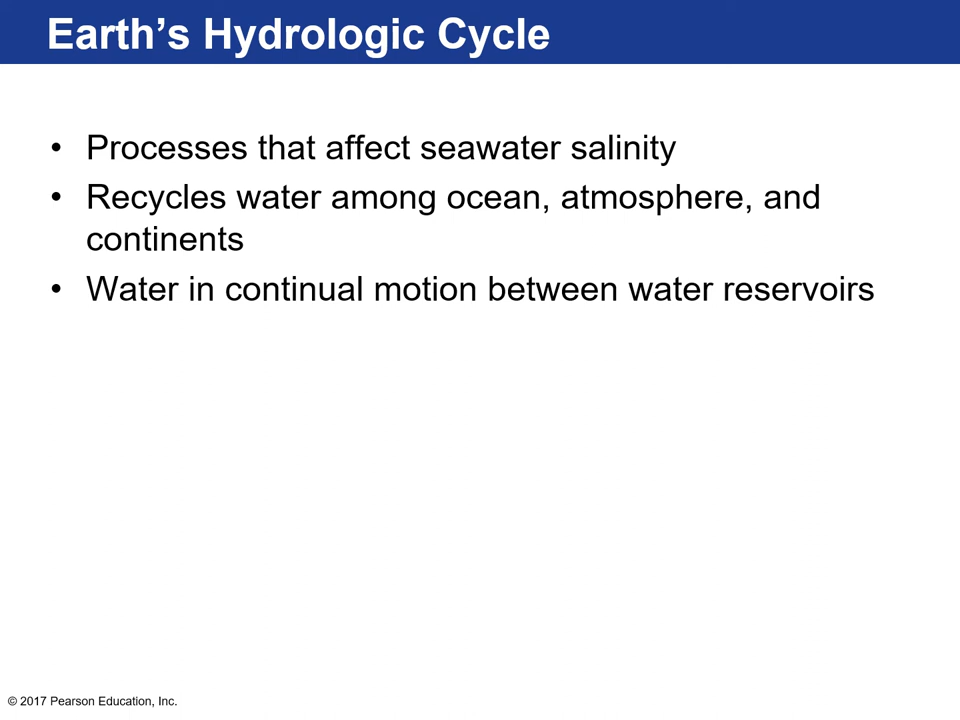 Earth’s Hydrologic Cycle
• Processes that affect seawater salinity
• Recycles water among ocean, atmosphere, and
continents
• Water in continual motion between water reservoirs
© 2017 Pearson Education, Inc.